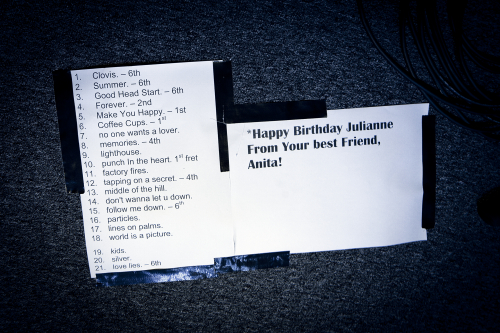 1. Clovis. – 6th
2. Summer. – 6th
3. Good Head Start. – 6th
4. Forever. – 2nd
5. Make You Happy. – 1st
6. Coffee Cups. – 1st
7. no one wants a lover.
8. memories. – 4th
9. lighthouse.
10. punch in the heart. 1st fret
11. factory fires.
12. tapping on a secret. – 4th
13. middle of the hill.
14. don't wanna let u down.
15. follow me down. – 6th
16. particles.
17. lines on palms.
18. world is a picture.
19. kids.
20. silver.
21. love lies. – 6th
*Happy Birthday Julianne
From Your best Friend,
Anita!